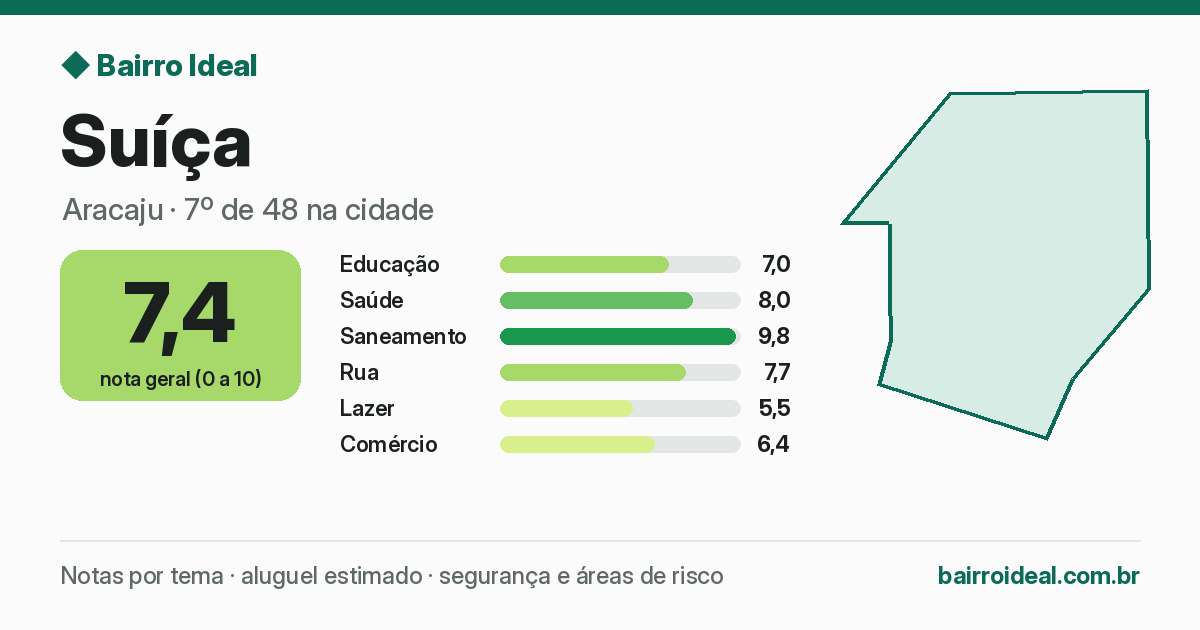 Bairro Ideal
Suíça
Aracaju · 7º de 48 na cidade
7,4
nota geral (0 a 10)
Educação 7,0
Saúde 8,0
Saneamento 9,8
Rua 7,7
Lazer 5,5
Comércio 6,4
Notas por tema · aluguel estimado · segurança e áreas de risco
bairroideal.com.br